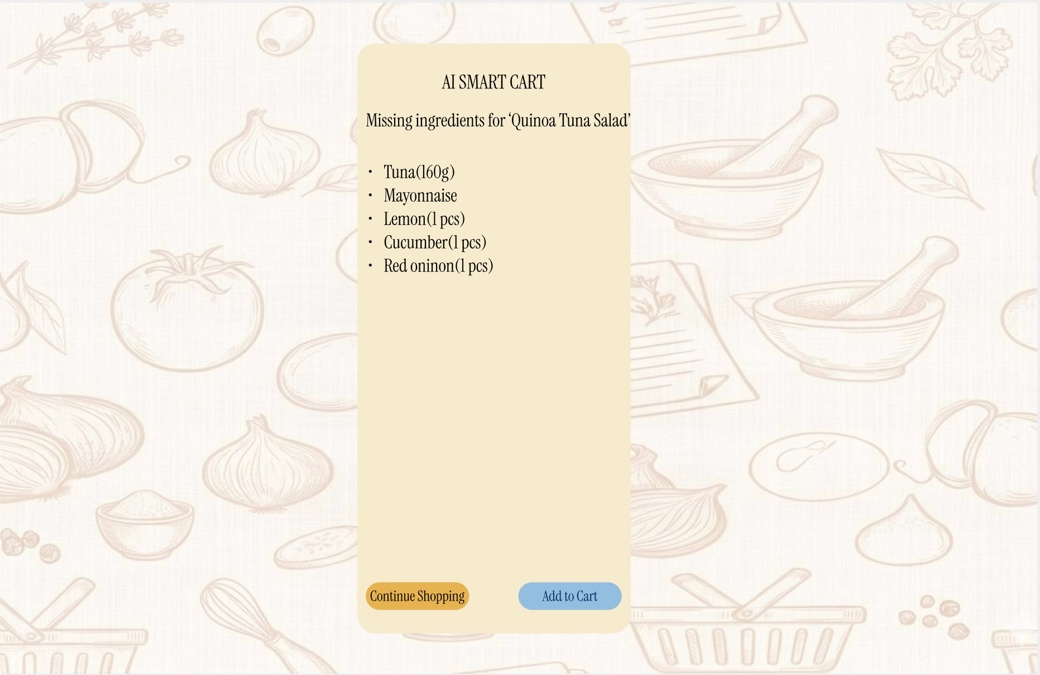 AI SMART CART
Missing ingredients for ‘Quinoa Tuna Salad’
• Tuna(160g)
• Mayonnaise
• Lemon(1 pcs)
• Cucumber(1 pcs)
• Red oninon(1 pcs)
Continue Shopping
Add to Cart